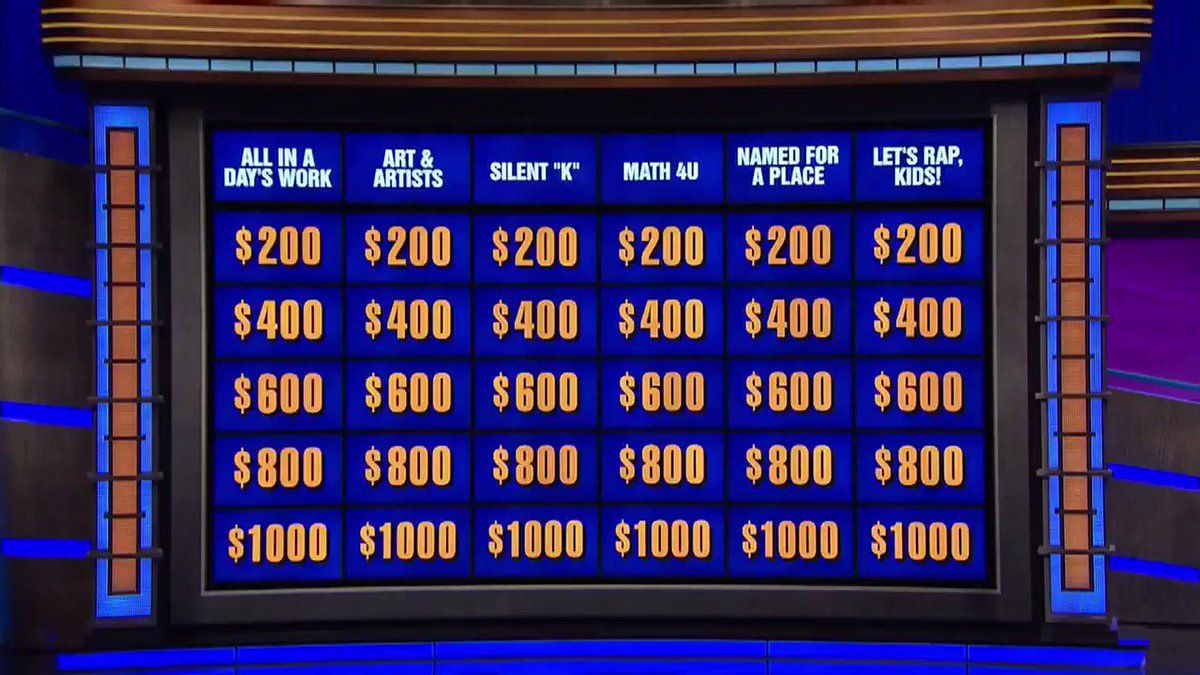 ALL IN A
DAY'S WORK
ART &
ARTISTS
SILENT "K"
MATH 4U
NAMED FOR
A PLACE
LET'S RAP,
KIDS!
$200 $200 $200 $200 $200 $200
$400 $400 $400 $400 $400 $400
$600 $600 $600 $600 $600 $600
$800 $800 $800 $800 $800 $800
$1000 $1000 $1000 $1000 $1000 $1000